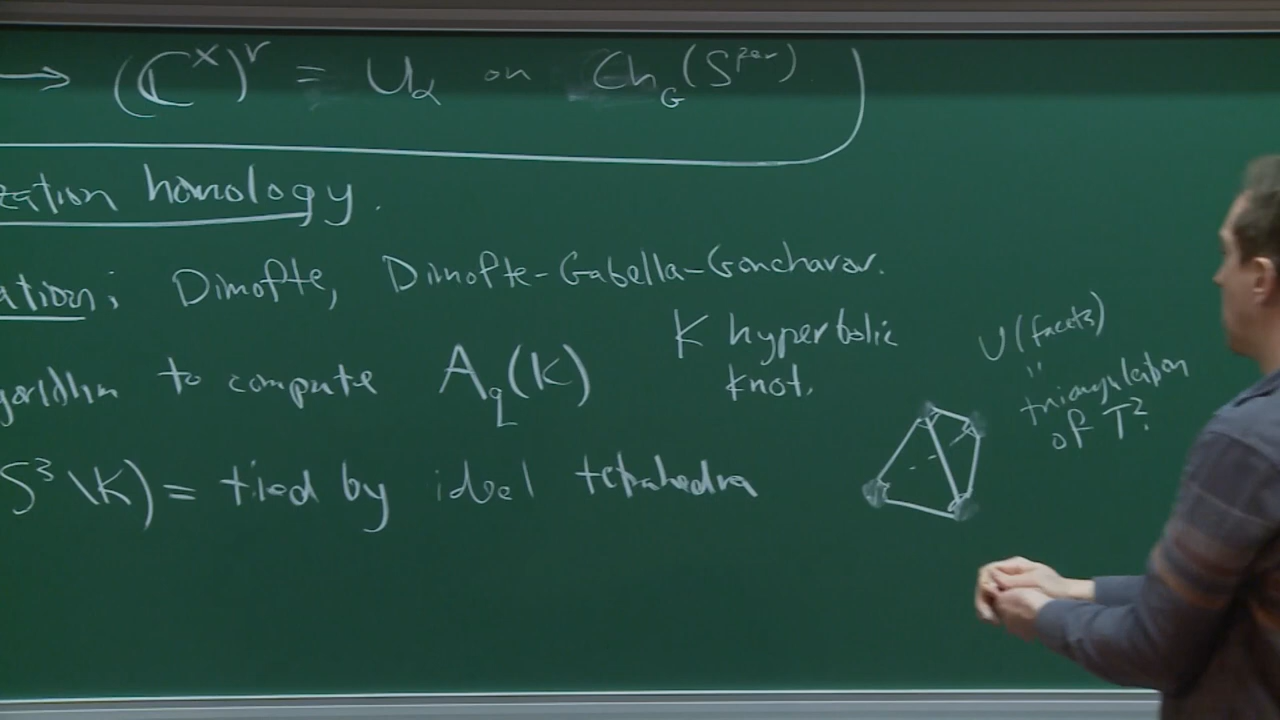 → (ℂ^×)^r = U_α on Ch_G(S^per)
zation homology.
ation; Dimofte, Dimofte-Gabella-Goncharov.
gorithm to compute A_q(K)
K hyperbolic
knot.
S³\K) = tiled by ideal tetrahedra
∪(facets)
"
triangulation
of T².